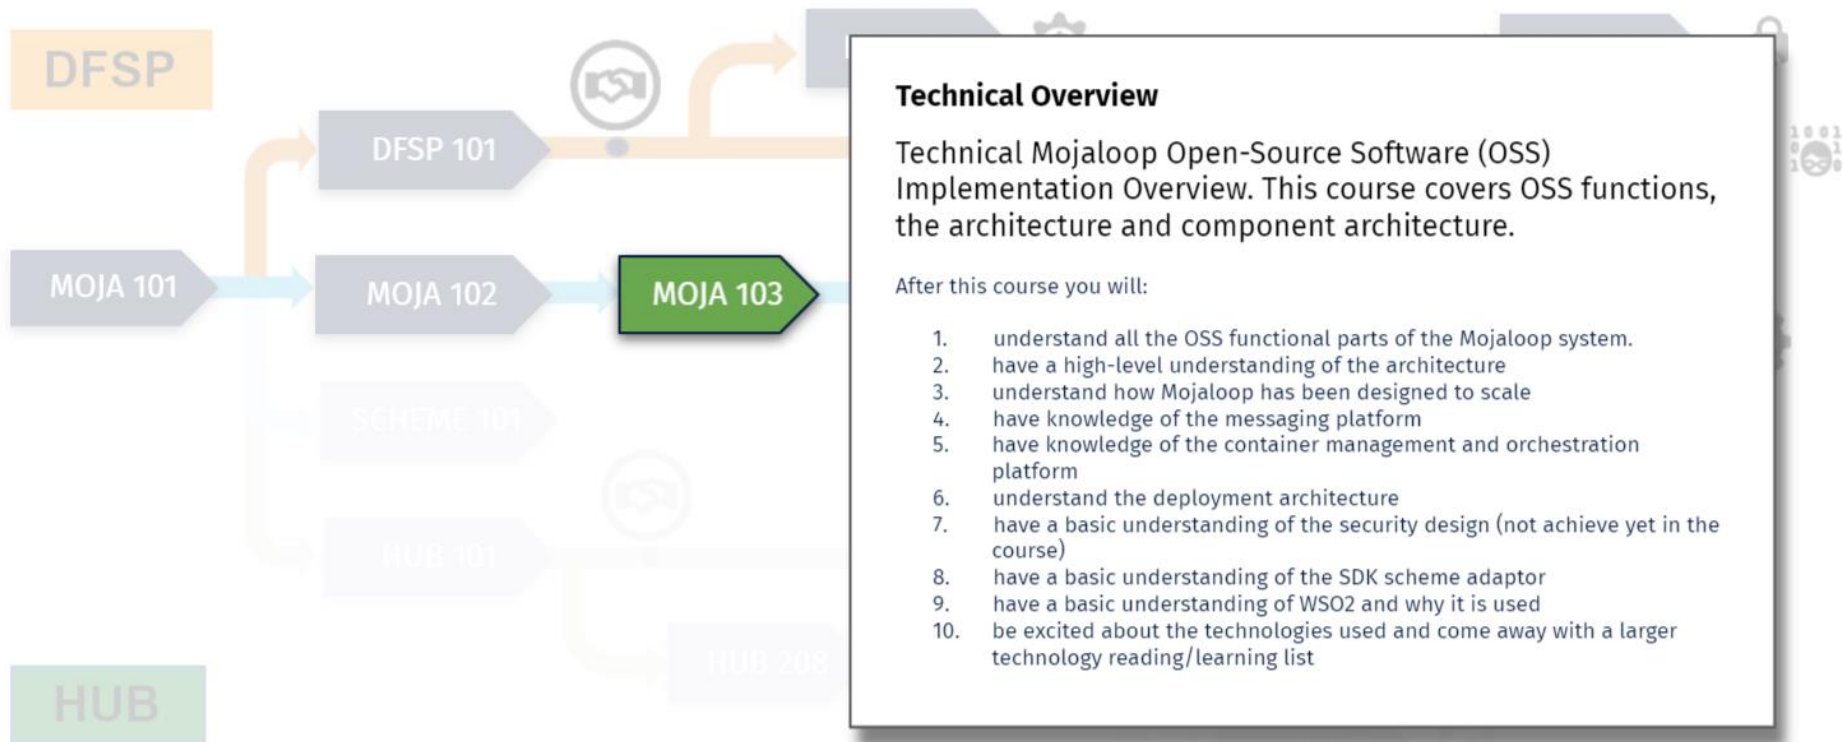 DFSP
DFSP 101
MOJA 101
MOJA 102
MOJA 103
SCHEME 101
HUB 101
HUB 208
HUB
Technical Overview
Technical Mojaloop Open-Source Software (OSS)
Implementation Overview. This course covers OSS functions,
the architecture and component architecture.
After this course you will:
1. understand all the OSS functional parts of the Mojaloop system.
2. have a high-level understanding of the architecture
3. understand how Mojaloop has been designed to scale
4. have knowledge of the messaging platform
5. have knowledge of the container management and orchestration
platform
6. understand the deployment architecture
7. have a basic understanding of the security design (not achieve yet in the
course)
8. have a basic understanding of the SDK scheme adaptor
9. have a basic understanding of WSO2 and why it is used
10. be excited about the technologies used and come away with a larger
technology reading/learning list